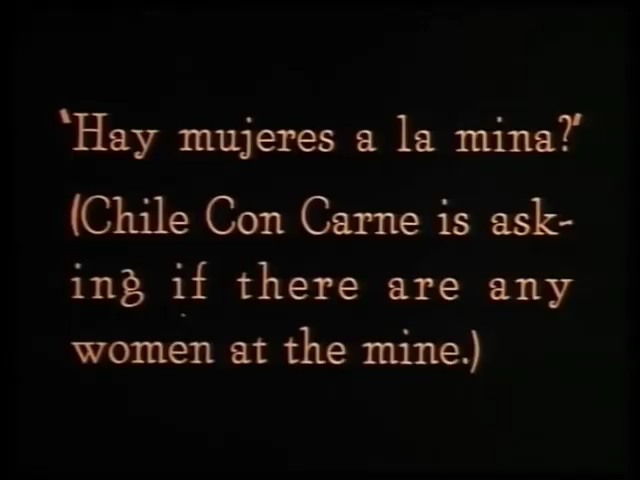 "Hay mujeres a la mina?"
(Chile Con Carne is ask-
ing if there are any
women at the mine.)